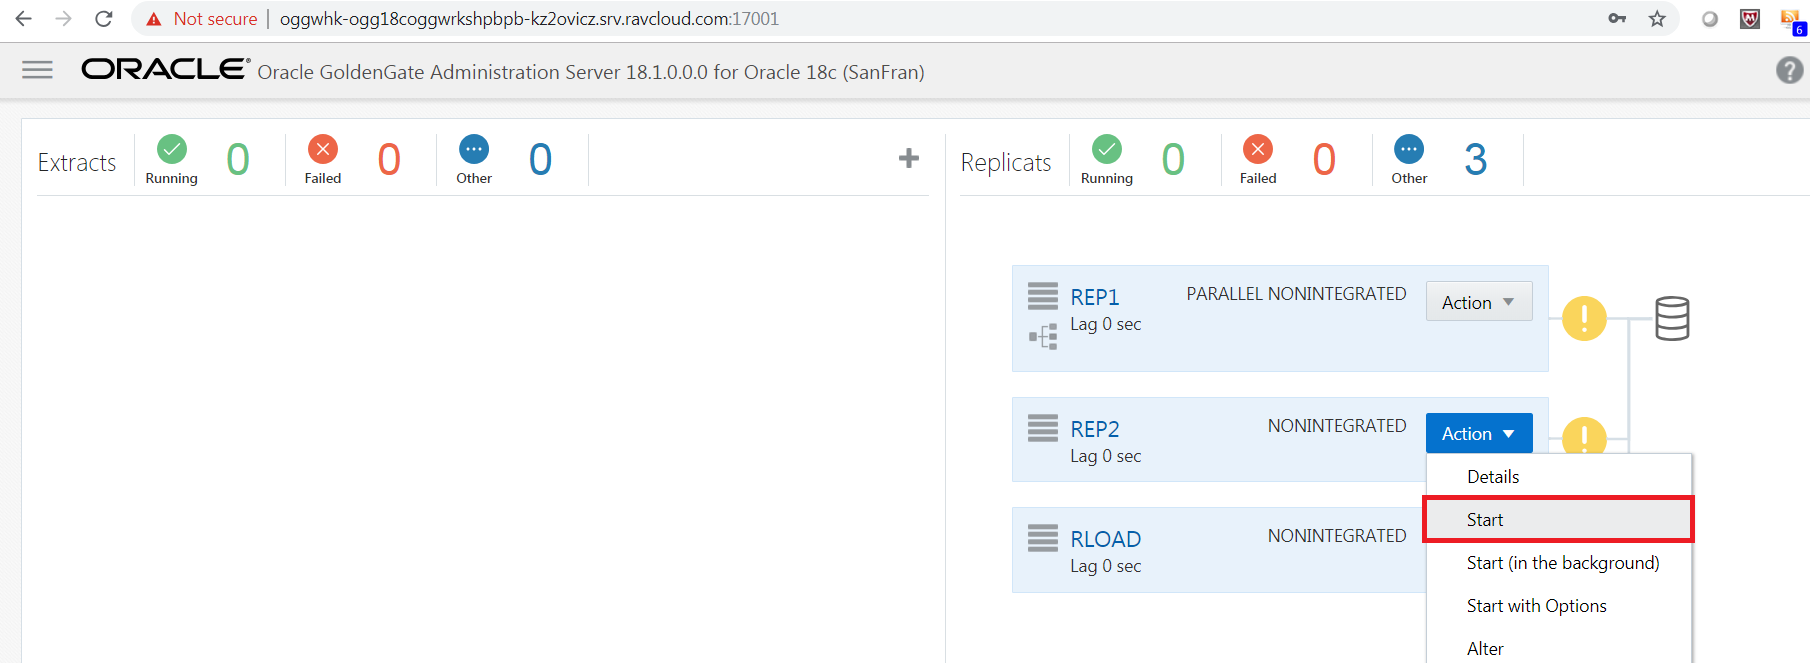 Not secure | oggwhk-ogg18coggwrkshpbpb-kz2ovicz.srv.ravcloud.com:17001
6
ORACLE® Oracle GoldenGate Administration Server 18.1.0.0.0 for Oracle 18c (SanFran)
?
Extracts Running 0 Failed 0 Other 0
Replicats Running 0 Failed 0 Other 3
REP1 PARALLEL NONINTEGRATED Action
Lag 0 sec
REP2 NONINTEGRATED Action
Lag 0 sec
Details
Start
RLOAD NONINTEGRATED
Lag 0 sec
Start (in the background)
Start with Options
Alter